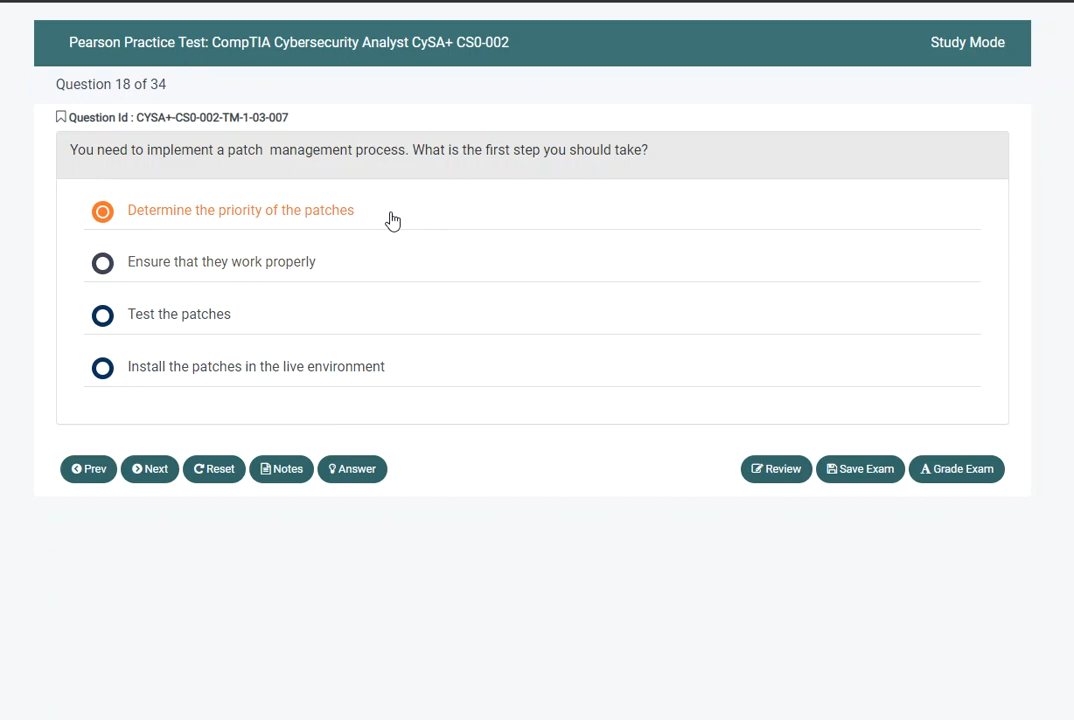 Pearson Practice Test: CompTIA Cybersecurity Analyst CySA+ CS0-002
Study Mode
Question 18 of 34
Question Id : CYSA+-CS0-002-TM-1-03-007
You need to implement a patch  management process. What is the first step you should take?
Determine the priority of the patches
Ensure that they work properly
Test the patches
Install the patches in the live environment
Prev
Next
Reset
Notes
Answer
Review
Save Exam
Grade Exam